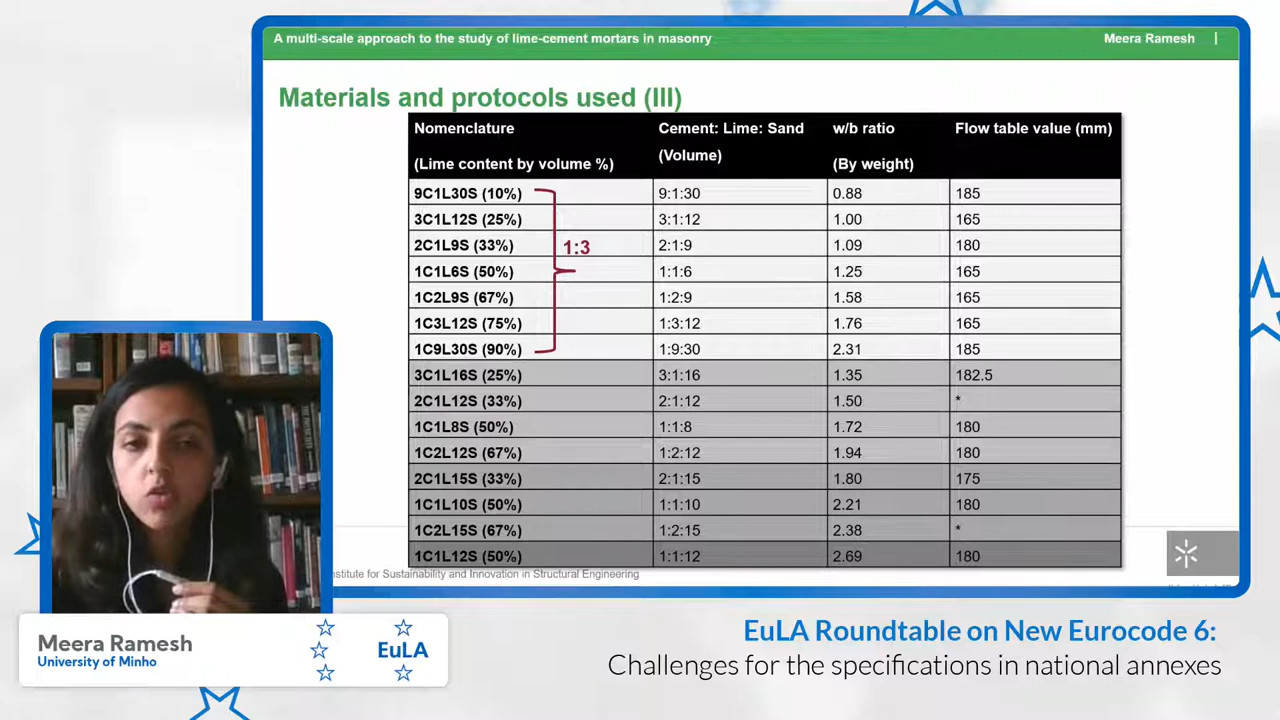 A multi-scale approach to the study of lime-cement mortars in masonry
Meera Ramesh
Materials and protocols used (III)
Nomenclature (Lime content by volume %) Cement: Lime: Sand (Volume) w/b ratio (By weight) Flow table value (mm)
9C1L30S (10%) 9:1:30 0.88 185
3C1L12S (25%) 3:1:12 1.00 165
2C1L9S (33%) 2:1:9 1.09 180
1:3
1C1L6S (50%) 1:1:6 1.25 165
1C2L9S (67%) 1:2:9 1.58 165
1C3L12S (75%) 1:3:12 1.76 165
1C9L30S (90%) 1:9:30 2.31 185
3C1L16S (25%) 3:1:16 1.35 182.5
2C1L12S (33%) 2:1:12 1.50 *
1C1L8S (50%) 1:1:8 1.72 180
1C2L12S (67%) 1:2:12 1.94 180
2C1L15S (33%) 2:1:15 1.80 175
1C1L10S (50%) 1:1:10 2.21 180
1C2L15S (67%) 1:2:15 2.38 *
1C1L12S (50%) 1:1:12 2.69 180
for Sustainability and Innovation in Structural Engineering
Meera Ramesh
University of Minho
EuLA
EuLA Roundtable on New Eurocode 6:
Challenges for the specifications in national annexes